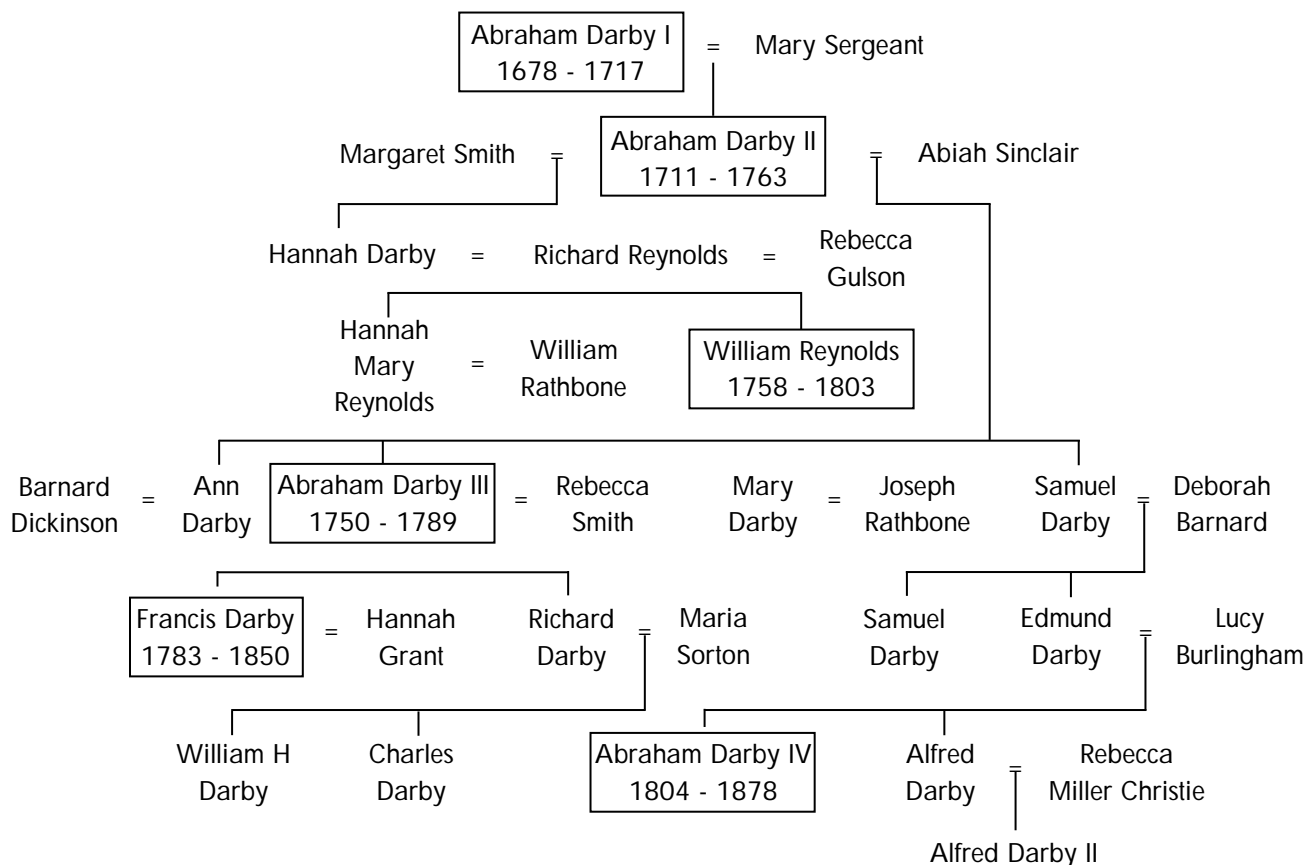 Abraham Darby I
1678 - 1717
=
Mary Sergeant
Margaret Smith
=
Abraham Darby II
1711 - 1763
=
Abiah Sinclair
Hannah Darby
=
Richard Reynolds
=
Rebecca
Gulson
Hannah
Mary
Reynolds
=
William
Rathbone
William Reynolds
1758 - 1803
Barnard
Dickinson
=
Ann
Darby
Abraham Darby III
1750 - 1789
=
Rebecca
Smith
Mary
Darby
=
Joseph
Rathbone
Samuel
Darby
=
Deborah
Barnard
Francis Darby
1783 - 1850
=
Hannah
Grant
Richard
Darby
=
Maria
Sorton
Samuel
Darby
Edmund
Darby
=
Lucy
Burlingham
William H
Darby
Charles
Darby
Abraham Darby IV
1804 - 1878
Alfred
Darby
=
Rebecca
Miller Christie
Alfred Darby II